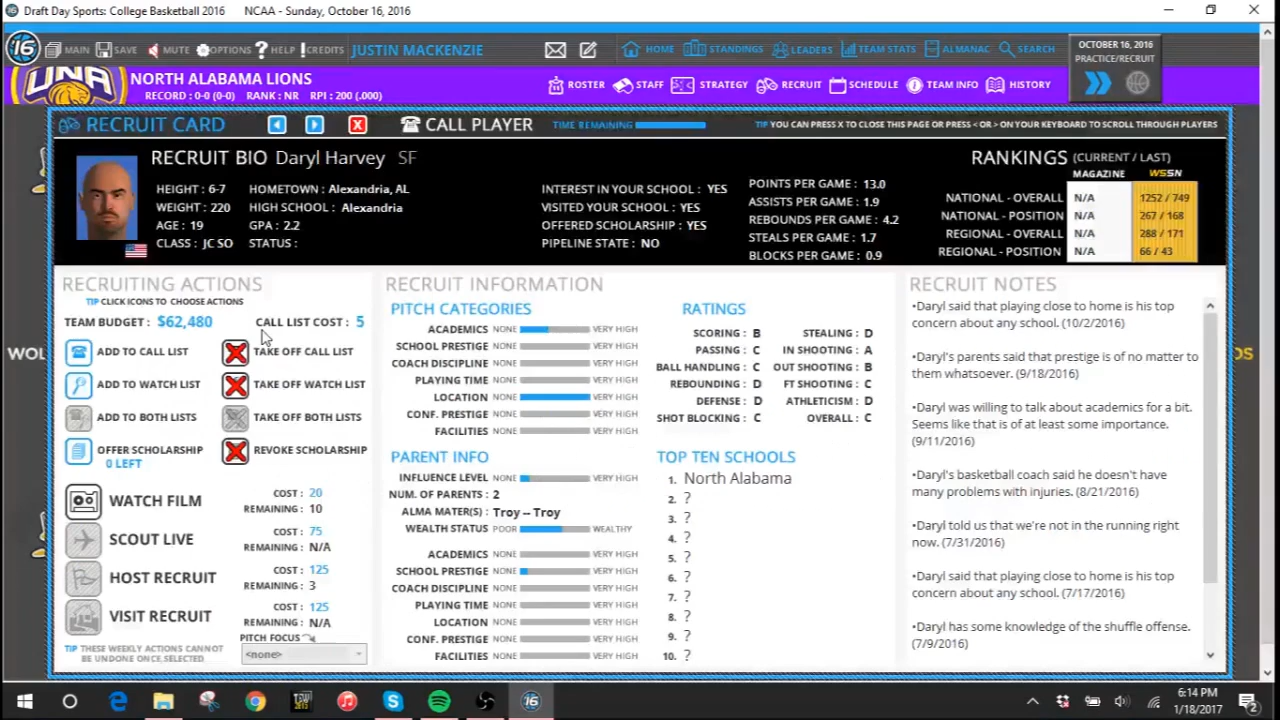 Draft Day Sports: College Basketball 2016 NCAA - Sunday, October 16, 2016
16 MAIN SAVE MUTE OPTIONS ? HELP ! CREDITS JUSTIN MACKENZIE HOME STANDINGS LEADERS TEAM STATS ALMANAC SEARCH
OCTOBER 16, 2016
PRACTICE/RECRUIT
UNA NORTH ALABAMA LIONS
RECORD : 0-0 (0-0) RANK : NR RPI : 200 (.000)
ROSTER STAFF STRATEGY RECRUIT SCHEDULE TEAM INFO HISTORY
RECRUIT CARD CALL PLAYER TIME REMAINING TIP YOU CAN PRESS X TO CLOSE THIS PAGE OR PRESS < OR > ON YOUR KEYBOARD TO SCROLL THROUGH PLAYERS
RECRUIT BIO Daryl Harvey SF
HEIGHT : 6-7 HOMETOWN : Alexandria, AL
WEIGHT : 220 HIGH SCHOOL : Alexandria
AGE : 19 GPA : 2.2
CLASS : JC SO STATUS :
INTEREST IN YOUR SCHOOL : YES
VISITED YOUR SCHOOL : YES
OFFERED SCHOLARSHIP : YES
PIPELINE STATE : NO
POINTS PER GAME : 13.0
ASSISTS PER GAME : 1.9
REBOUNDS PER GAME : 4.2
STEALS PER GAME : 1.7
BLOCKS PER GAME : 0.9
RANKINGS (CURRENT / LAST)
MAGAZINE WSSN
NATIONAL - OVERALL N/A 1252 / 749
NATIONAL - POSITION N/A 267 / 168
REGIONAL - OVERALL N/A 288 / 171
REGIONAL - POSITION N/A 66 / 43
RECRUITING ACTIONS
TIP CLICK ICONS TO CHOOSE ACTIONS
TEAM BUDGET : $62,480 CALL LIST COST : 5
ADD TO CALL LIST TAKE OFF CALL LIST
ADD TO WATCH LIST TAKE OFF WATCH LIST
ADD TO BOTH LISTS TAKE OFF BOTH LISTS
OFFER SCHOLARSHIP REVOKE SCHOLARSHIP
0 LEFT
WATCH FILM COST : 20
REMAINING : 10
SCOUT LIVE COST : 75
REMAINING : N/A
HOST RECRUIT COST : 125
REMAINING : 3
VISIT RECRUIT COST : 125
REMAINING : N/A
PITCH FOCUS
TIP THESE WEEKLY ACTIONS CANNOT
BE UNDONE ONCE SELECTED
<none>
RECRUIT INFORMATION
PITCH CATEGORIES
ACADEMICS NONE VERY HIGH
SCHOOL PRESTIGE NONE VERY HIGH
COACH DISCIPLINE NONE VERY HIGH
PLAYING TIME NONE VERY HIGH
LOCATION NONE VERY HIGH
CONF. PRESTIGE NONE VERY HIGH
FACILITIES NONE VERY HIGH
RATINGS
SCORING : B STEALING : D
PASSING : C IN SHOOTING : A
BALL HANDLING : C OUT SHOOTING : B
REBOUNDING : D FT SHOOTING : C
DEFENSE : D ATHLETICISM : D
SHOT BLOCKING : C OVERALL : C
PARENT INFO
INFLUENCE LEVEL NONE VERY HIGH
NUM. OF PARENTS : 2
ALMA MATER(S) : Troy -- Troy
WEALTH STATUS POOR WEALTHY
ACADEMICS NONE VERY HIGH
SCHOOL PRESTIGE NONE VERY HIGH
COACH DISCIPLINE NONE VERY HIGH
PLAYING TIME NONE VERY HIGH
LOCATION NONE VERY HIGH
CONF. PRESTIGE NONE VERY HIGH
FACILITIES NONE VERY HIGH
TOP TEN SCHOOLS
1. North Alabama
2. ?
3. ?
4. ?
5. ?
6. ?
7. ?
8. ?
9. ?
10. ?
RECRUIT NOTES
•Daryl said that playing close to home is his top
concern about any school. (10/2/2016)
•Daryl's parents said that prestige is of no matter to
them whatsoever. (9/18/2016)
•Daryl was willing to talk about academics for a bit.
Seems like that is of at least some importance.
(9/11/2016)
•Daryl's basketball coach said he doesn't have
many problems with injuries. (8/21/2016)
•Daryl told us that we're not in the running right
now. (7/31/2016)
•Daryl said that playing close to home is his top
concern about any school. (7/17/2016)
•Daryl has some knowledge of the shuffle offense.
(7/9/2016)
WOL
DS
6:14 PM
1/18/2017
2